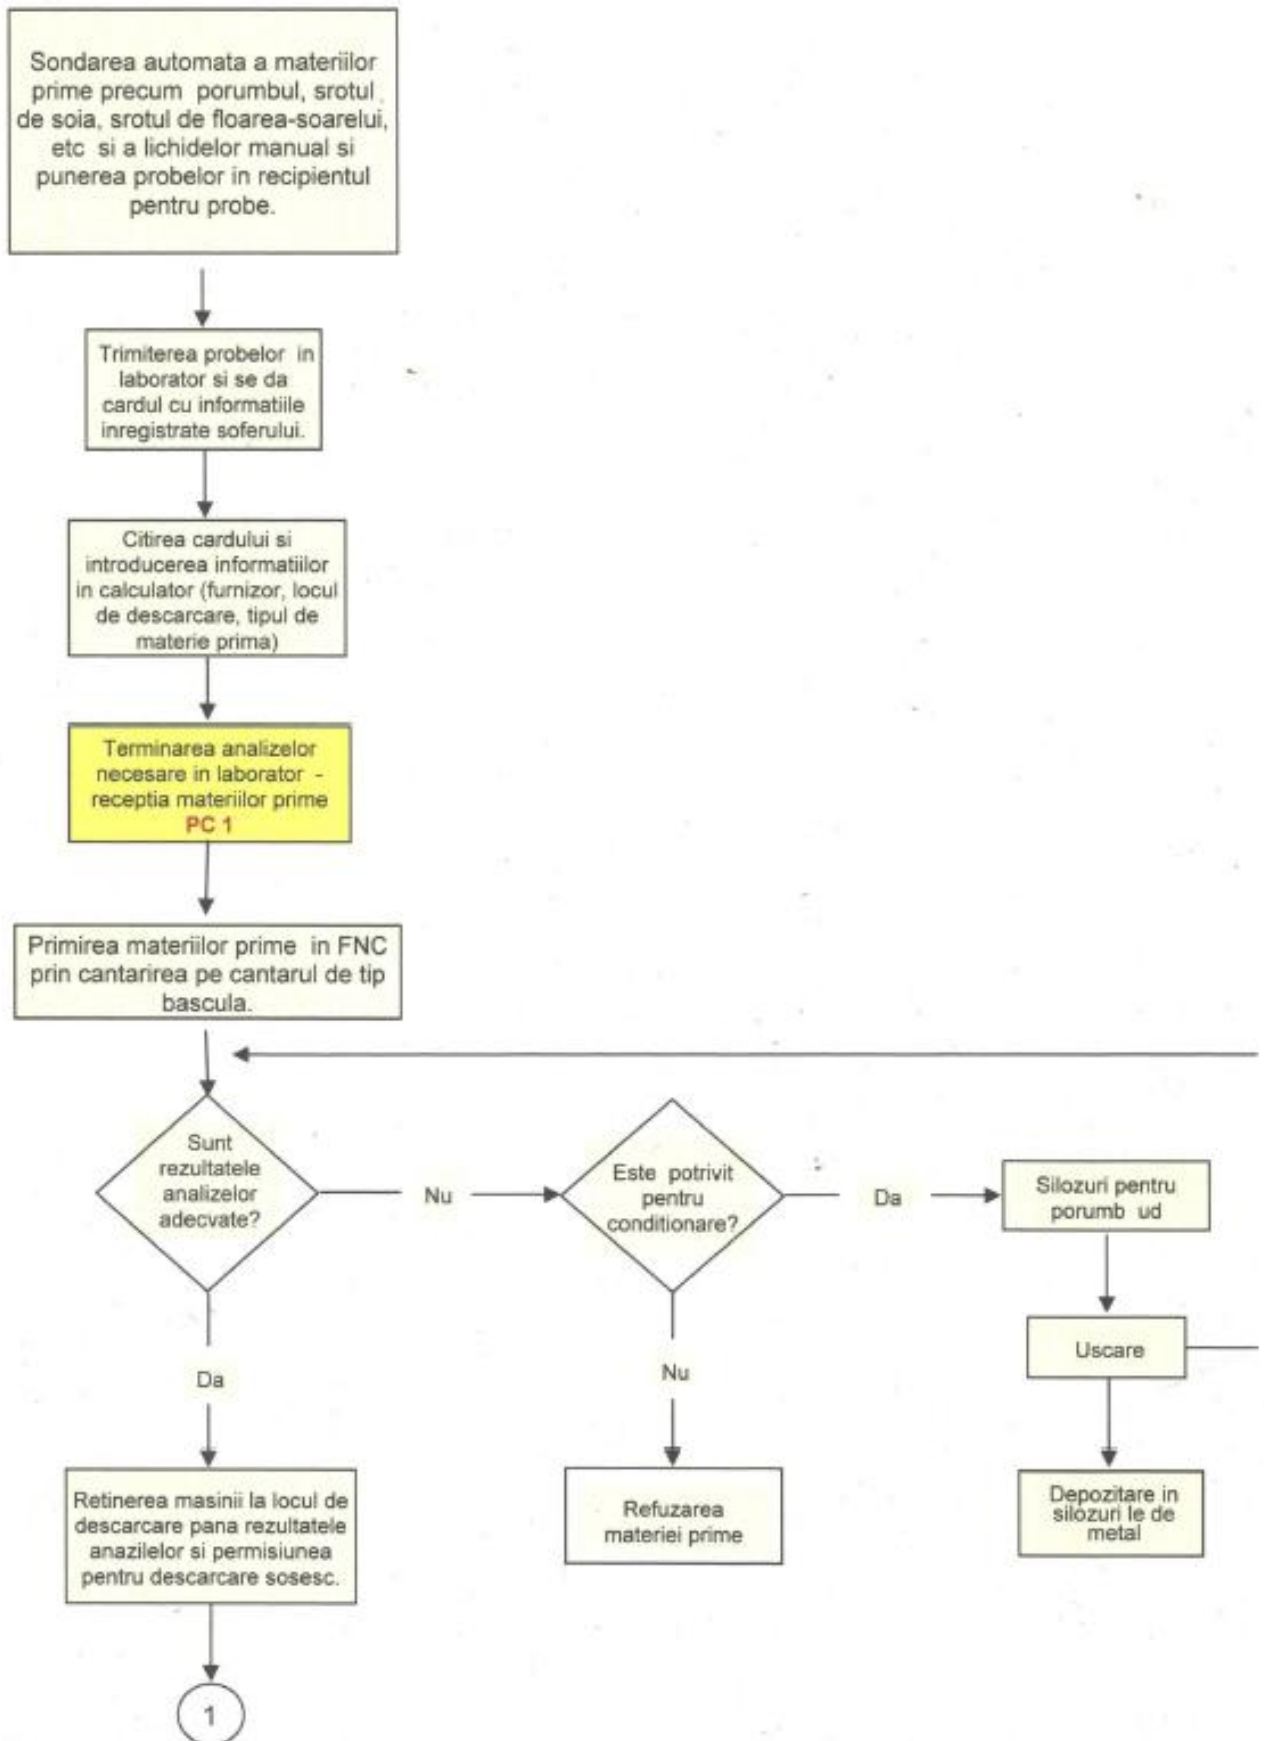 Sondarea automata a materiilor
prime precum porumbul, srotul
de soia, srotul de floarea-soarelui,
etc si a lichidelor manual si
punerea probelor in recipientul
pentru probe.
Trimiterea probelor in
laborator si se da
cardul cu informatiile
inregistrate soferului.
Citirea cardului si
introducerea informatiilor
in calculator (furnizor, locul
de descarcare, tipul de
materie prima)
Terminarea analizelor
necesare in laborator -
receptia materiilor prime
PC 1
Primirea materiilor prime in FNC
prin cantarirea pe cantarul de tip
bascula.
Sunt
rezultatele
analizelor
adecvate?
Nu
Este potrivit
pentru
conditionare?
Da
Silozuri pentru
porumb ud
Uscare
Depozitare in
silozuri le de
metal
Nu
Refuzarea
materiei prime
Da
Retinerea masinii la locul de
descarcare pana rezultatele
anazilelor si permisiunea
pentru descarcare sosesc.
1